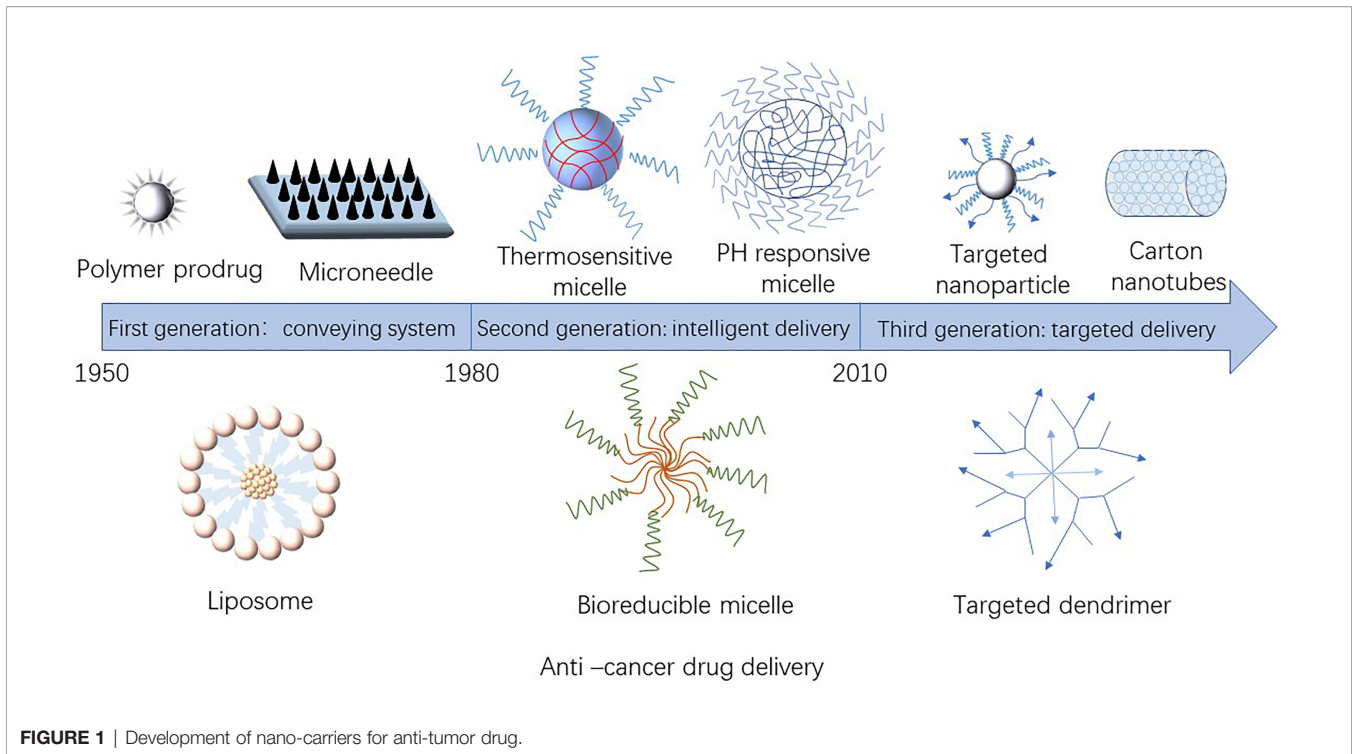 Polymer prodrug
Microneedle
Thermosensitive
micelle
PH responsive
micelle
Targeted
nanoparticle
Carton
nanotubes
First generation: conveying system
Second generation: intelligent delivery
Third generation: targeted delivery
1950
1980
2010
Liposome
Bioreducible micelle
Targeted dendrimer
Anti –cancer drug delivery
FIGURE 1 | Development of nano-carriers for anti-tumor drug.